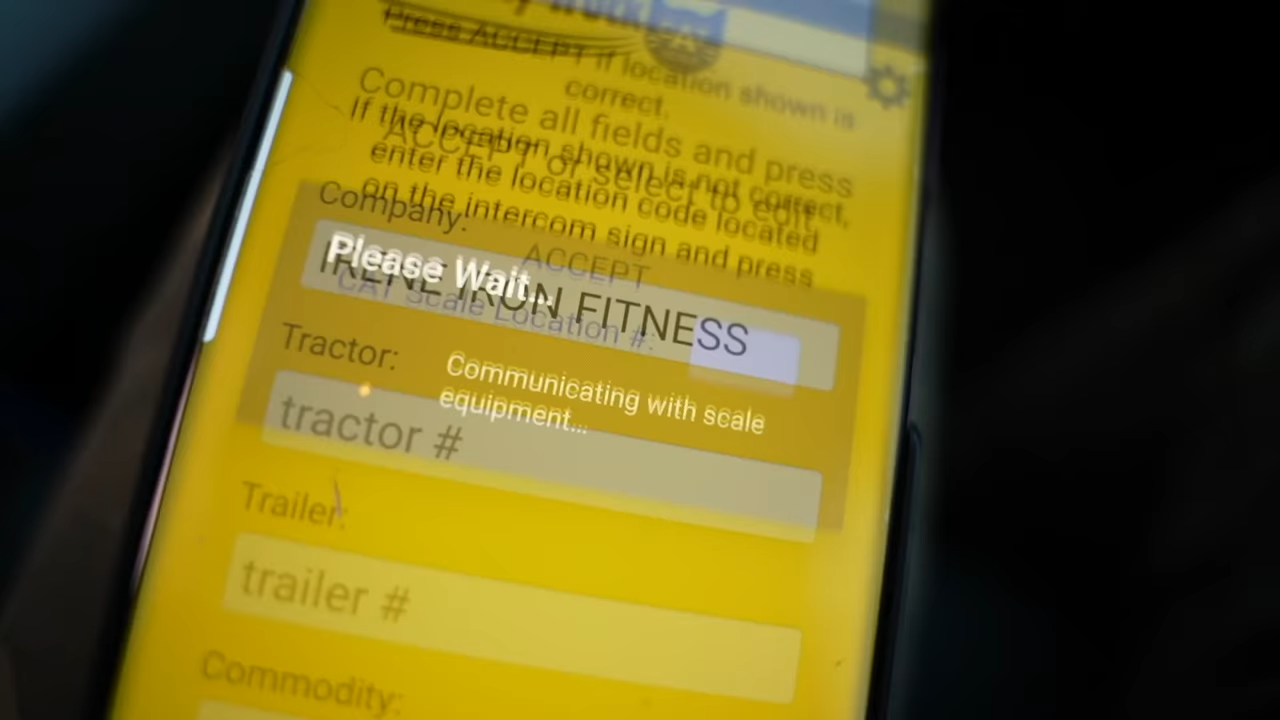 Press ACCEPT if location shown is
correct.
Complete all fields and press
ACCEPT or select to edit.
If the location shown is not correct,
enter the location code located
on the intercom sign and press
ACCEPT
CAT Scale Location #:
Company:
IRENE IRON FITNESS
Please Wait...
Communicating with scale
equipment...
Tractor:
tractor #
Trailer:
trailer #
Commodity: